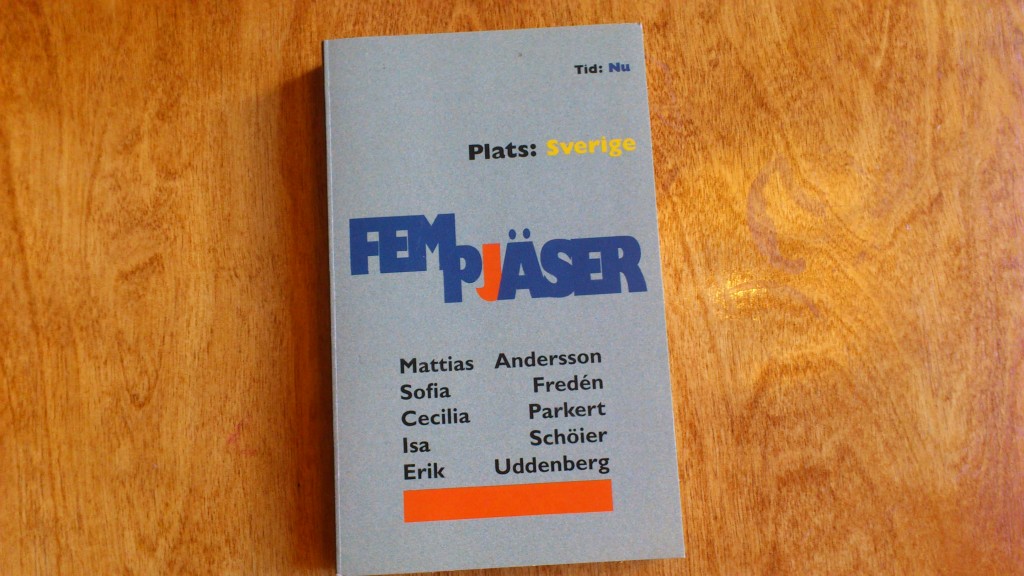 Tid: Nu
Plats: Sverige
FEM
PJÄSER
Mattias Andersson
Sofia Fredén
Cecilia Parkert
Isa Schöier
Erik Uddenberg